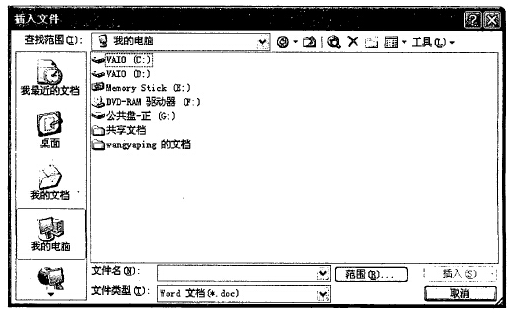 插入文件
查找范围(I): 我的电脑 工具(L)
VAIO (C:)
VAIO (D:)
Memory Stick (E:)
DVD-RAM 驱动器 (F:)
公共盘-正 (G:)
共享文档
wangyaping 的文档
我最近的文档
桌面
我的文档
我的电脑
文件名(N): 范围(R)... 插入(S)
文件类型(T): Word 文档(*.doc) 取消